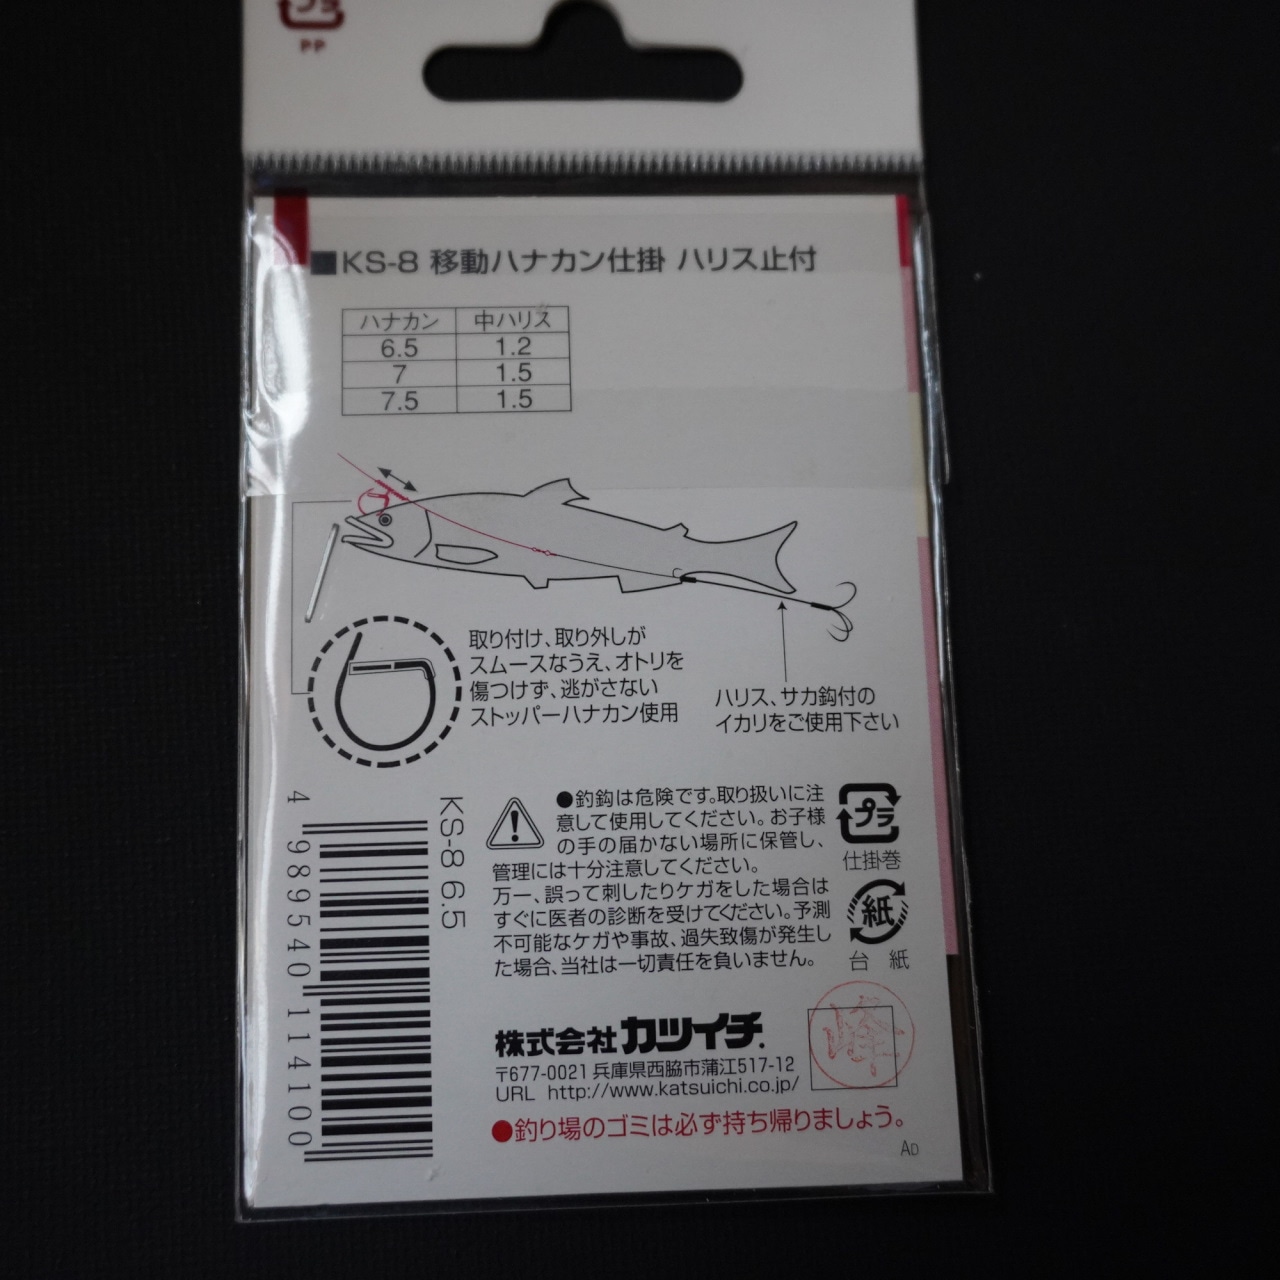 プラ
PP
■KS-8 移動ハナカン仕掛 ハリス止付
ハナカン 中ハリス
6.5 1.2
7 1.5
7.5 1.5
取り付け、取り外しが
スムースなうえ、オトリを
傷つけず、逃がさない
ストッパーハナカン使用
ハリス、サカ鈎付の
イカリをご使用下さい
4 989540 114100
KS-8 6.5
●釣鈎は危険です。取り扱いに注
意して使用してください。お子様
の手の届かない場所に保管し、
管理には十分注意してください。
万一、誤って刺したりケガをした場合は
すぐに医者の診断を受けてください。予測
不可能なケガや事故、過失致傷が発生し
た場合、当社は一切責任を負いません。
プラ
仕掛巻
紙
台紙
株式会社カツイチ.
〒677-0021 兵庫県西脇市蒲江517-12
URL http://www.katsuichi.co.jp/
峰
●釣り場のゴミは必ず持ち帰りましょう。
AD